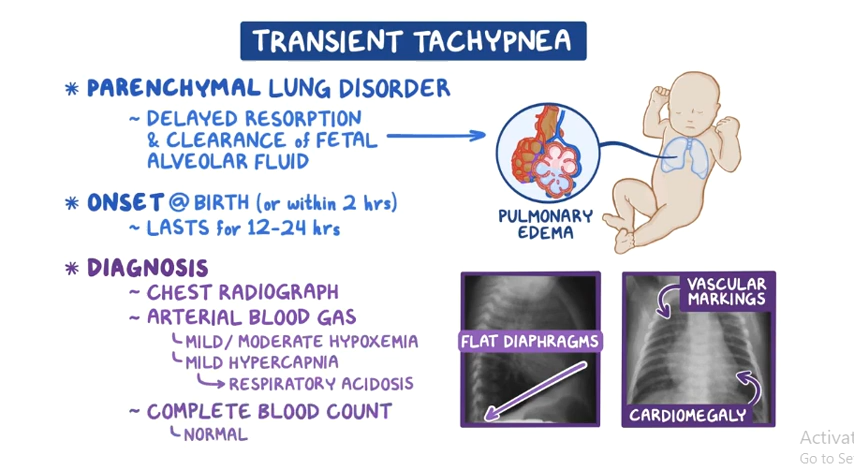 TRANSIENT TACHYPNEA
* PARENCHYMAL LUNG DISORDER
~ DELAYED RESORPTION
& CLEARANCE of FETAL
ALVEOLAR FLUID
PULMONARY
EDEMA
* ONSET @ BIRTH (or within 2 hrs)
~ LASTS for 12-24 hrs
* DIAGNOSIS
~ CHEST RADIOGRAPH
~ ARTERIAL BLOOD GAS
MILD/MODERATE HYPOXEMIA
MILD HYPERCAPNIA
RESPIRATORY ACIDOSIS
~ COMPLETE BLOOD COUNT
NORMAL
FLAT DIAPHRAGMS
VASCULAR
MARKINGS
CARDIOMEGALY
Activat
Go to Se